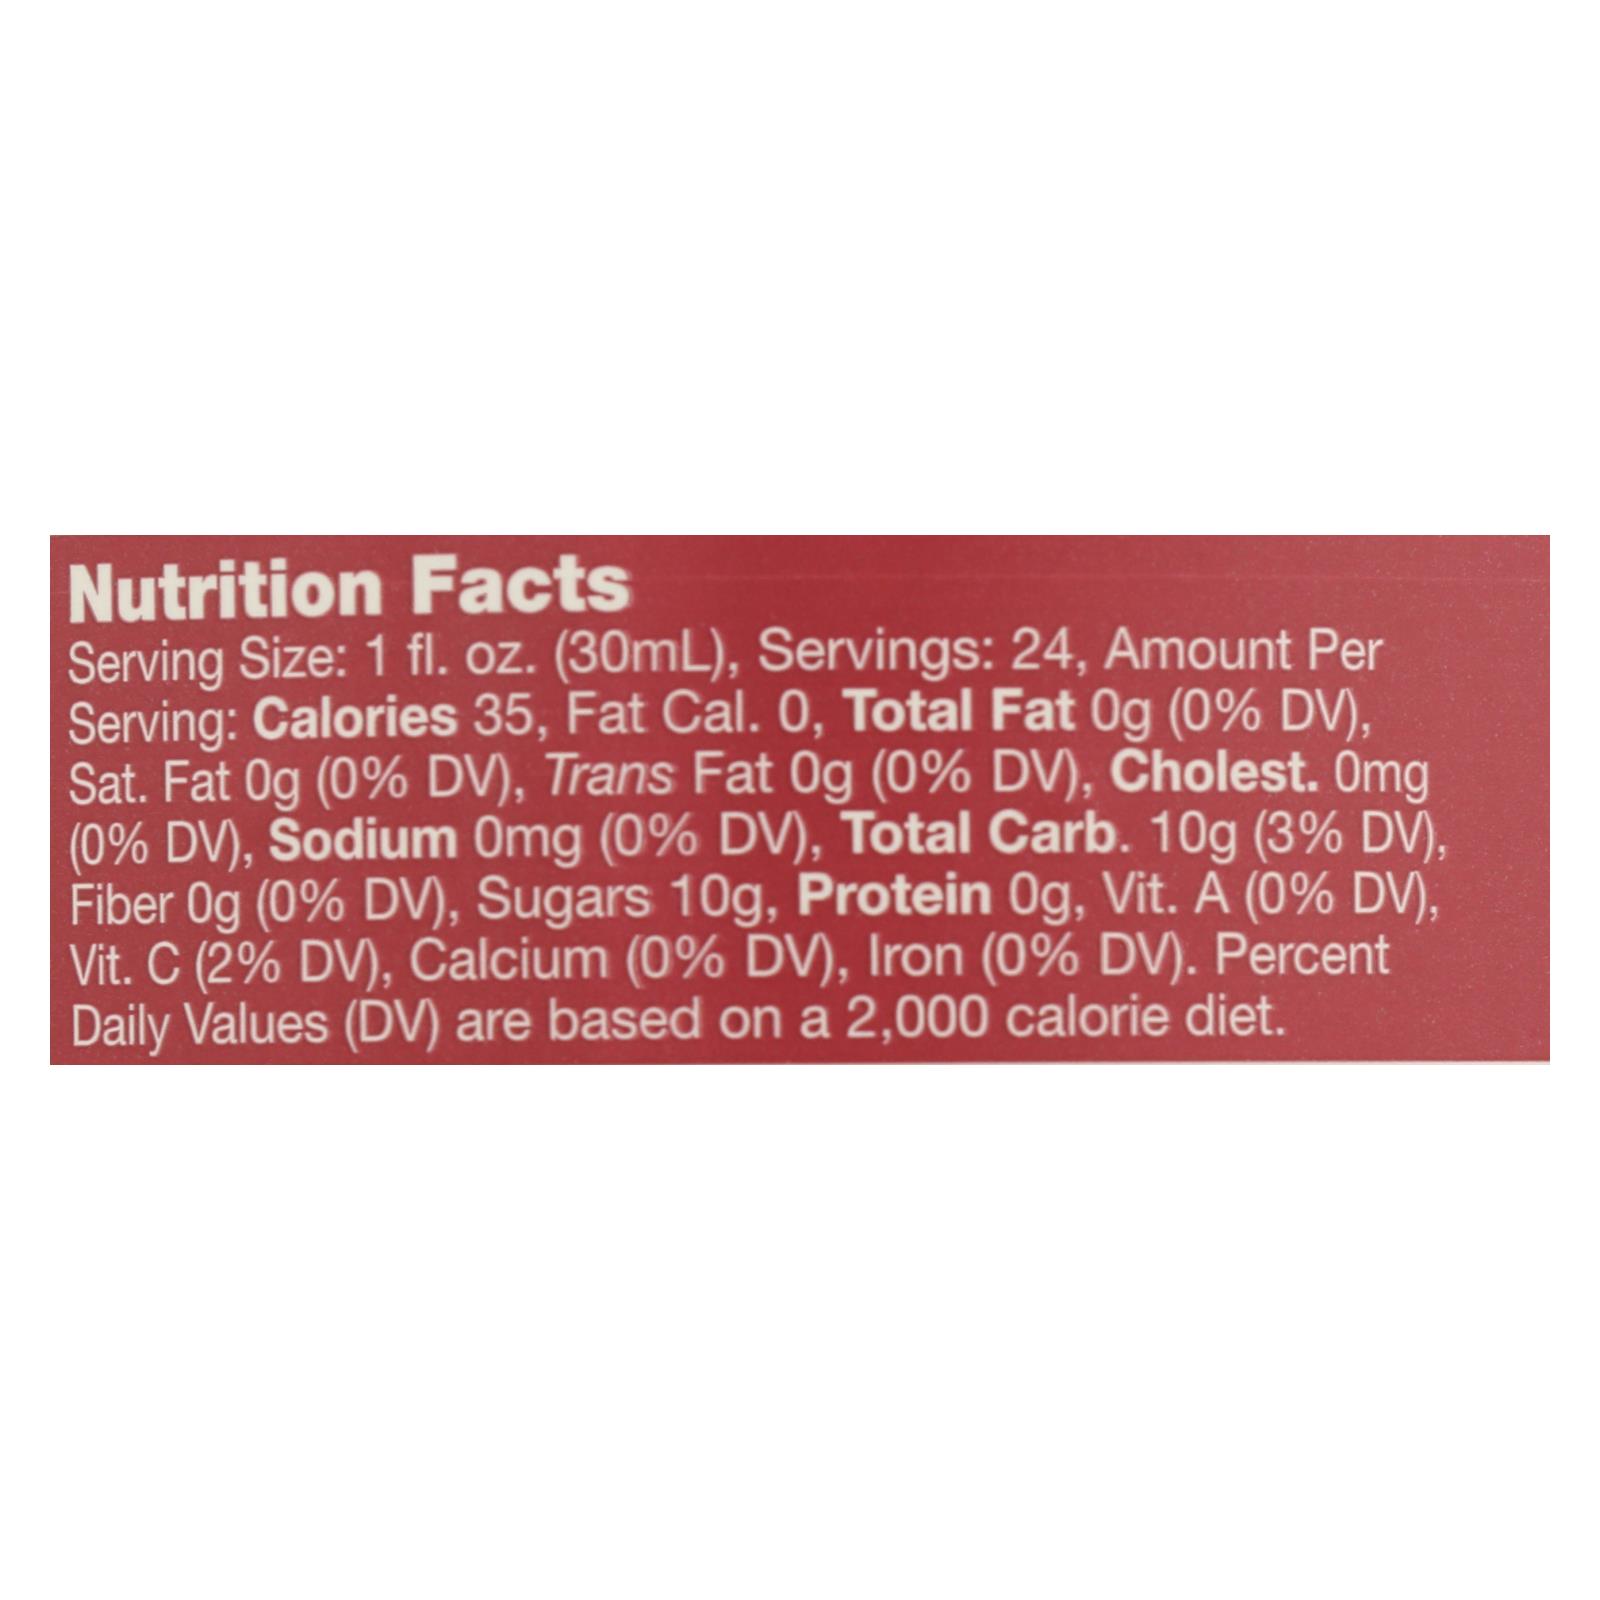 Nutrition Facts
Serving Size: 1 fl. oz. (30mL), Servings: 24, Amount Per
Serving: Calories 35, Fat Cal. 0, Total Fat 0g (0% DV),
Sat. Fat 0g (0% DV), Trans Fat 0g (0% DV), Cholest. 0mg
(0% DV), Sodium 0mg (0% DV), Total Carb. 10g (3% DV),
Fiber 0g (0% DV), Sugars 10g, Protein 0g, Vit. A (0% DV),
Vit. C (2% DV), Calcium (0% DV), Iron (0% DV). Percent
Daily Values (DV) are based on a 2,000 calorie diet.